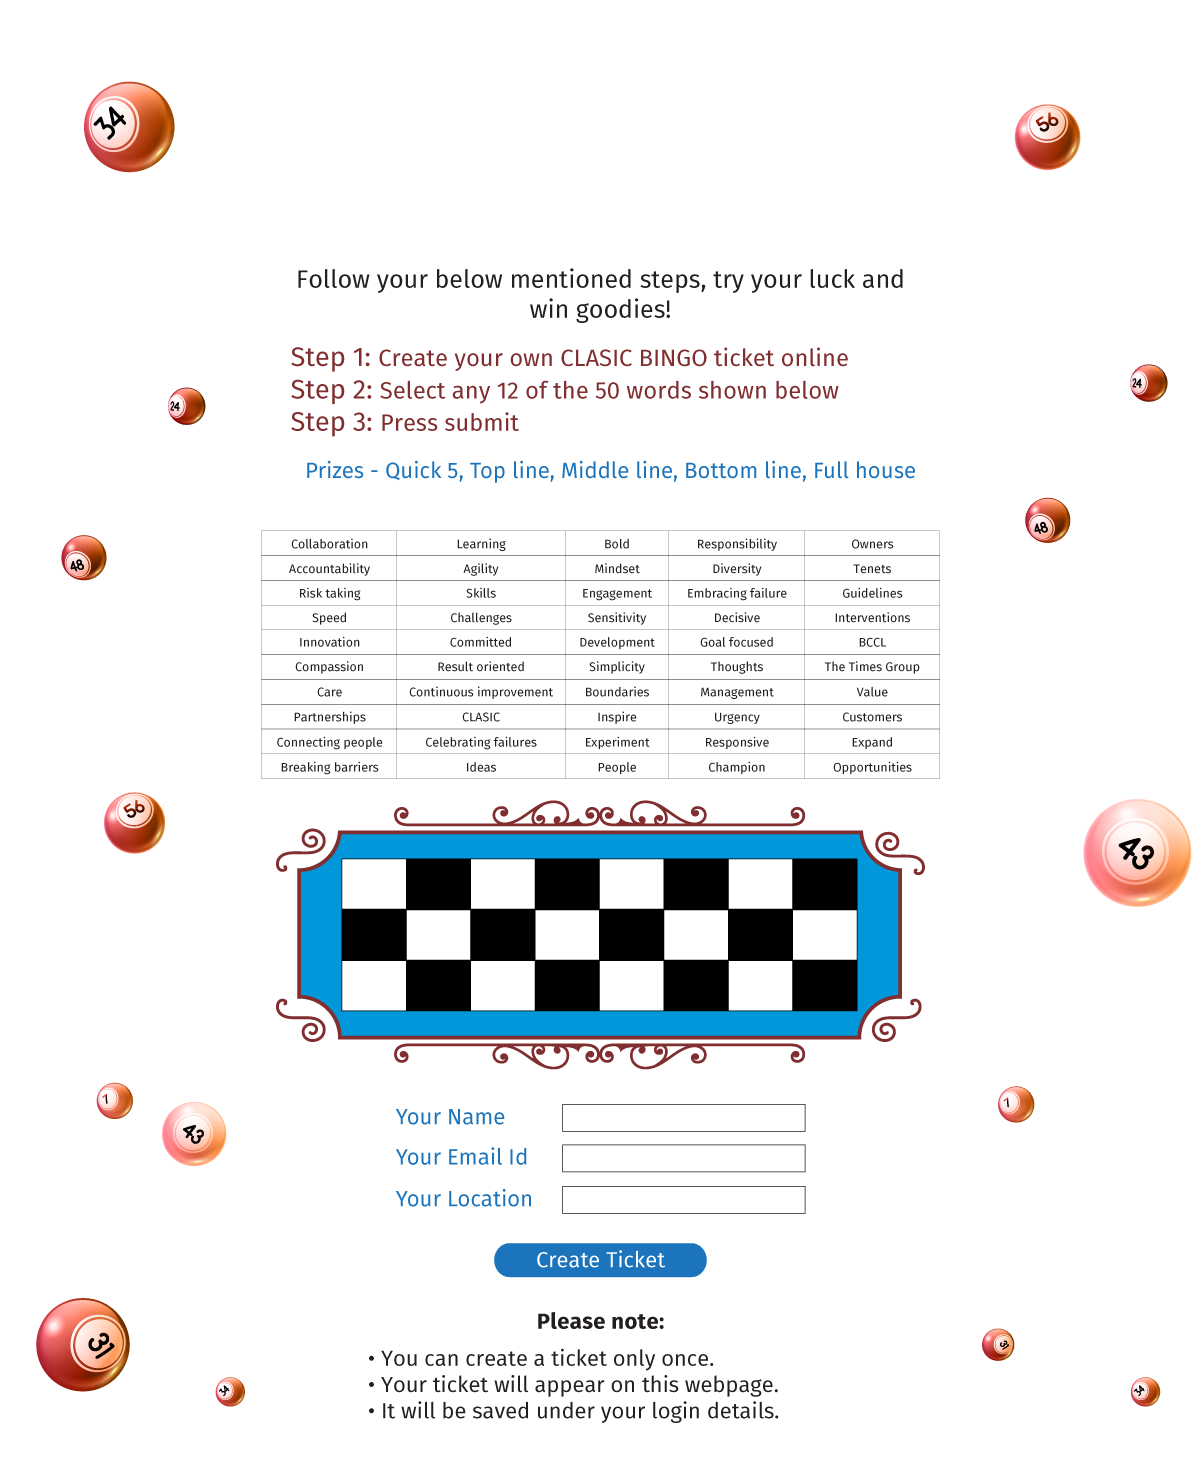 34
56
Follow your below mentioned steps, try your luck and
win goodies!
Step 1: Create your own CLASIC BINGO ticket online
Step 2: Select any 12 of the 50 words shown below
Step 3: Press submit
24
24
Prizes - Quick 5, Top line, Middle line, Bottom line, Full house
48
48
Collaboration Learning Bold Responsibility Owners
Accountability Agility Mindset Diversity Tenets
Risk taking Skills Engagement Embracing failure Guidelines
Speed Challenges Sensitivity Decisive Interventions
Innovation Committed Development Goal focused BCCL
Compassion Result oriented Simplicity Thoughts The Times Group
Care Continuous improvement Boundaries Management Value
Partnerships CLASIC Inspire Urgency Customers
Connecting people Celebrating failures Experiment Responsive Expand
Breaking barriers Ideas People Champion Opportunities
56
43
7
43
7
Your Name
Your Email Id
Your Location
Create Ticket
31
31
34
34
Please note:
• You can create a ticket only once.
• Your ticket will appear on this webpage.
• It will be saved under your login details.